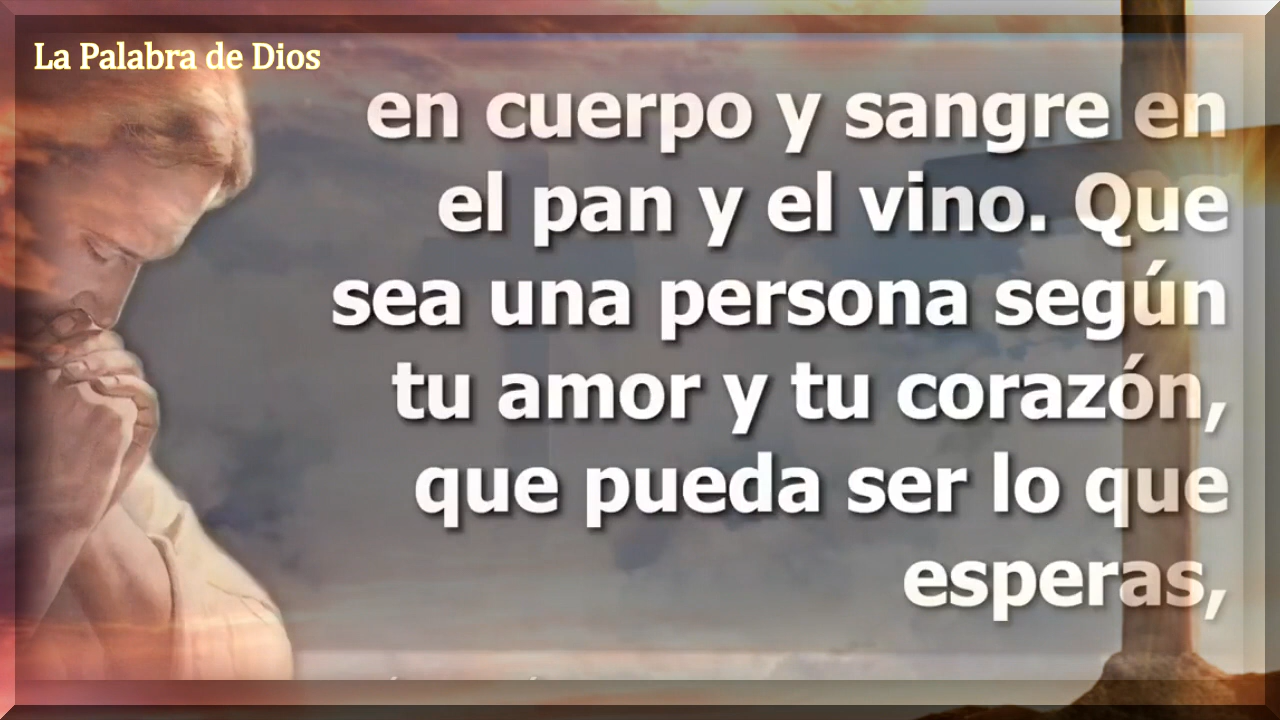 La Palabra de Dios
en cuerpo y sangre en
el pan y el vino. Que
sea una persona según
tu amor y tu corazón,
que pueda ser lo que
esperas,